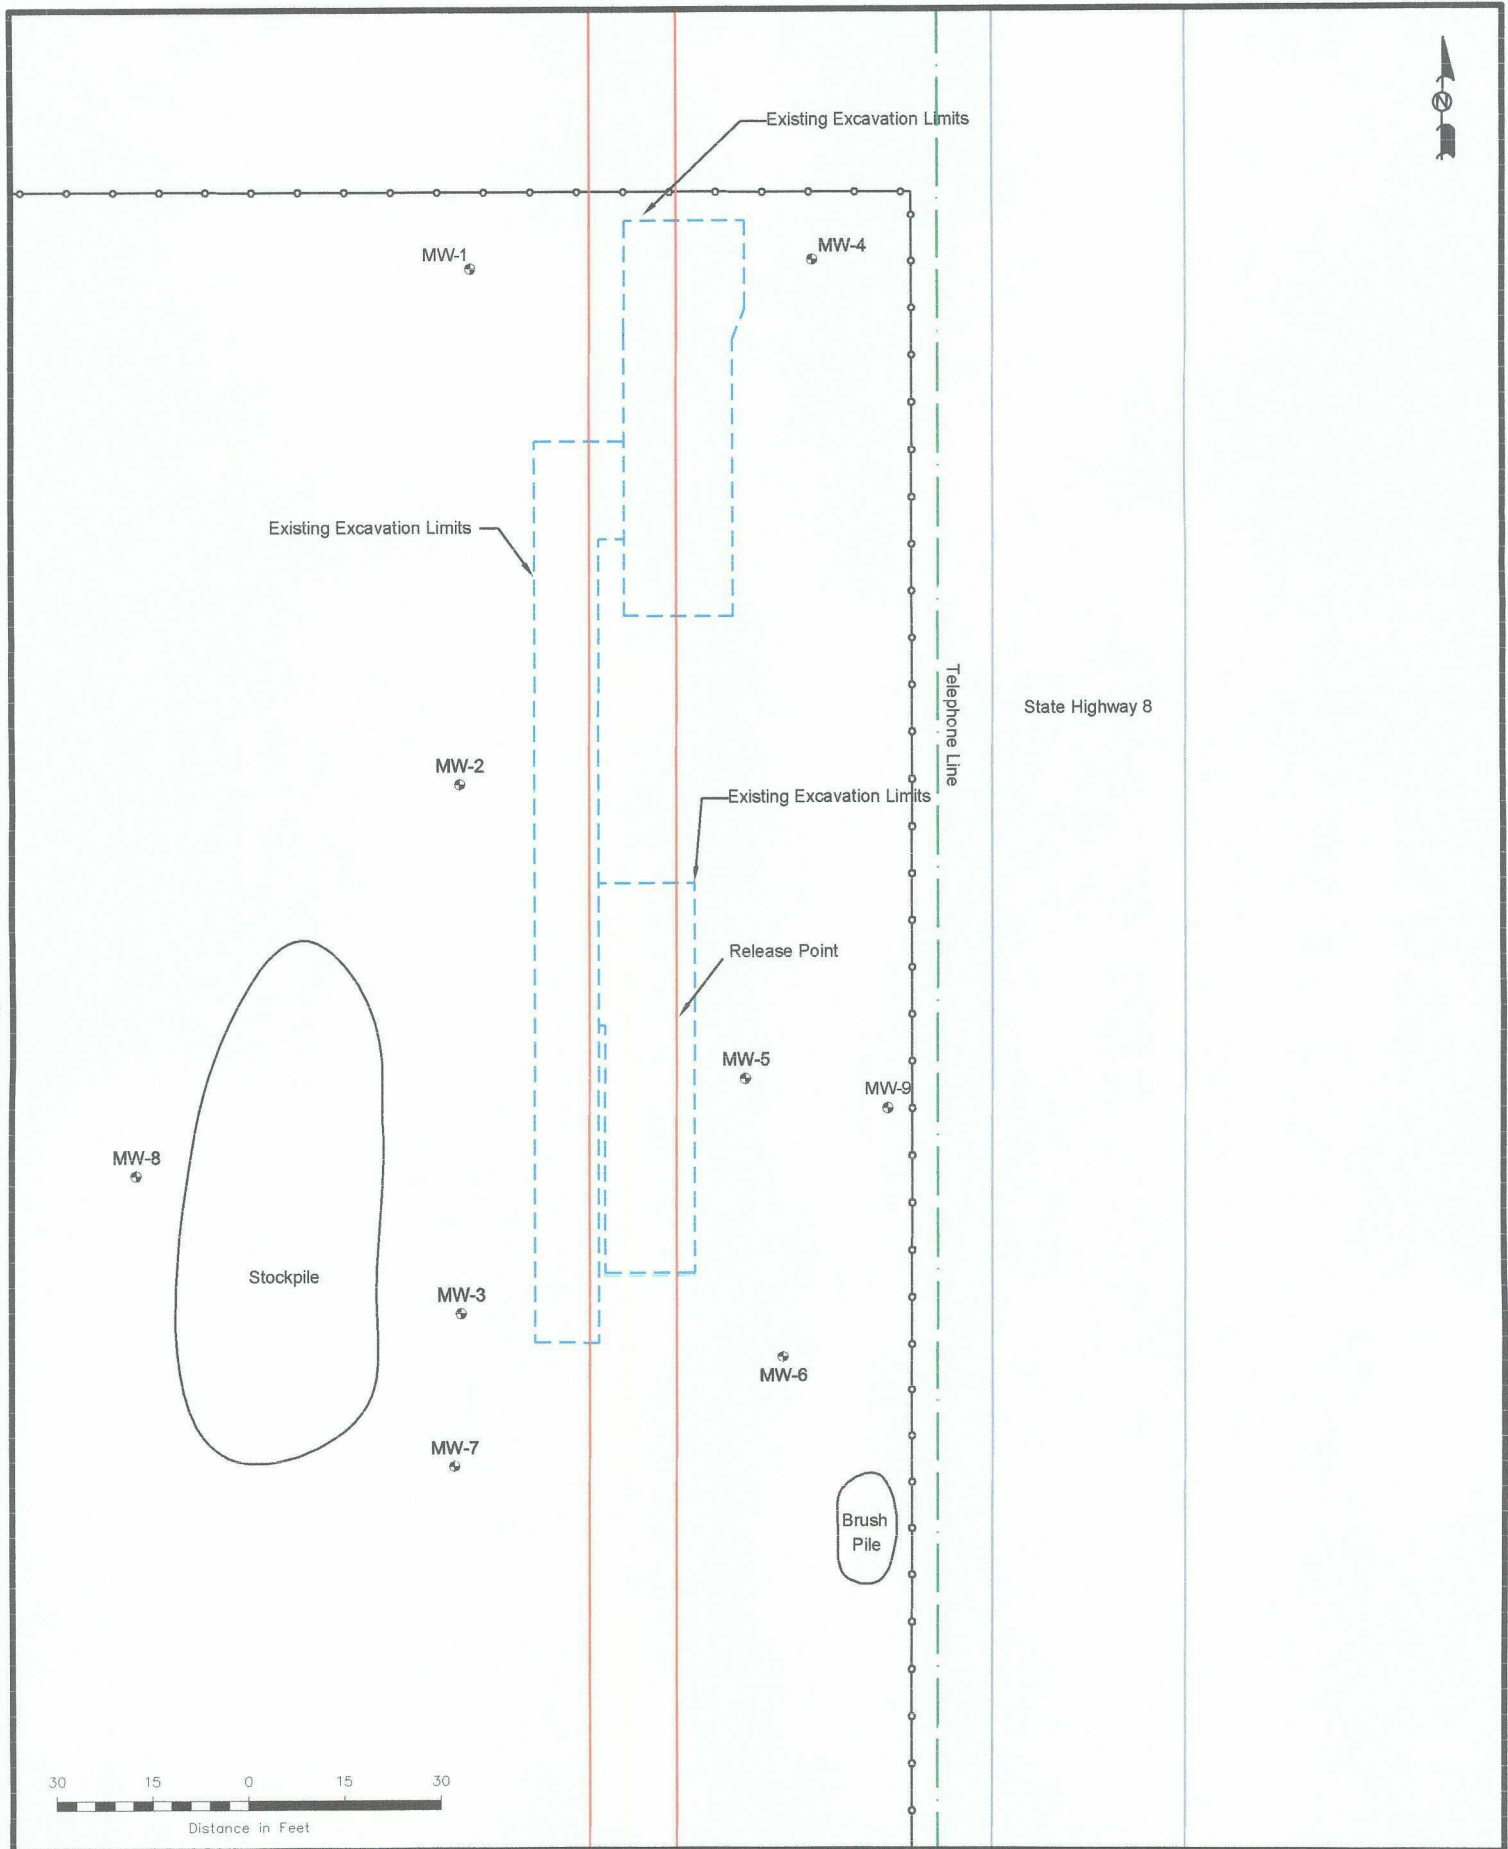 N
Existing Excavation Limits
MW-1
MW-4
Existing Excavation Limits
Telephone Line
State Highway 8
MW-2
Existing Excavation Limits
Release Point
MW-5
MW-9
MW-8
Stockpile
MW-3
MW-6
MW-7
Brush
Pile
30 15 0 15 30
Distance in Feet